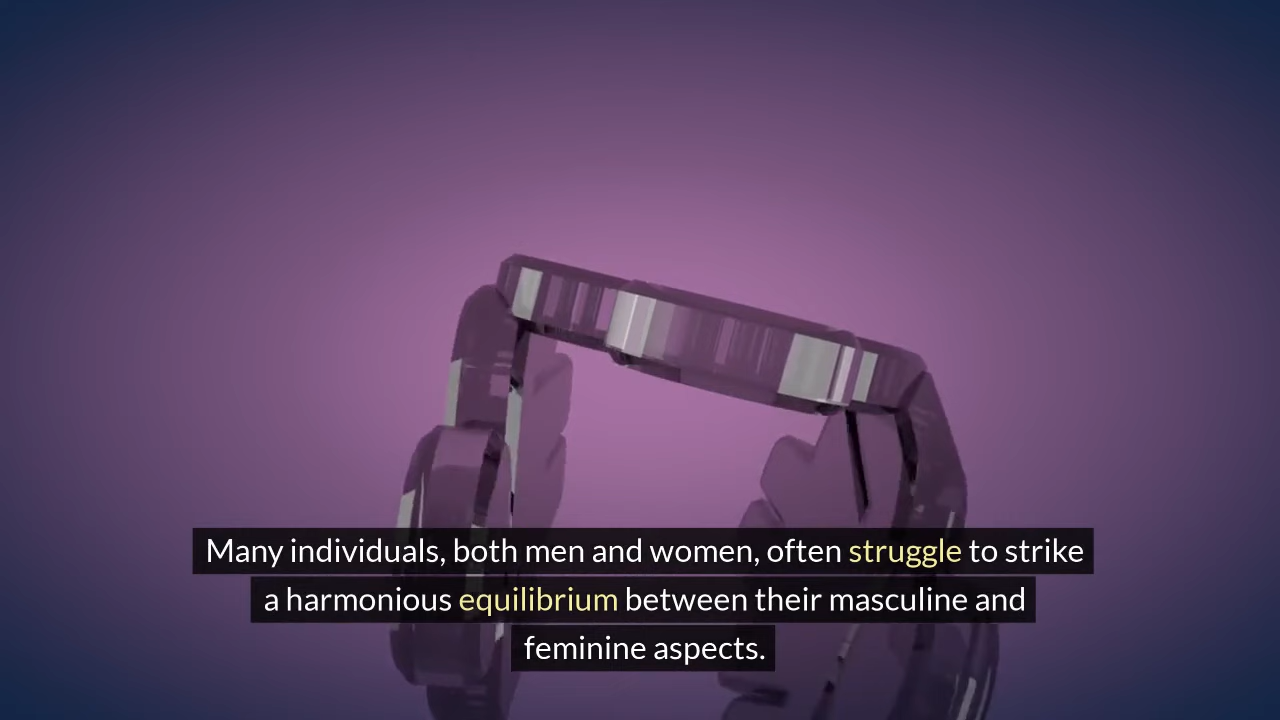 Many individuals, both men and women, often struggle to strike
a harmonious equilibrium between their masculine and
feminine aspects.